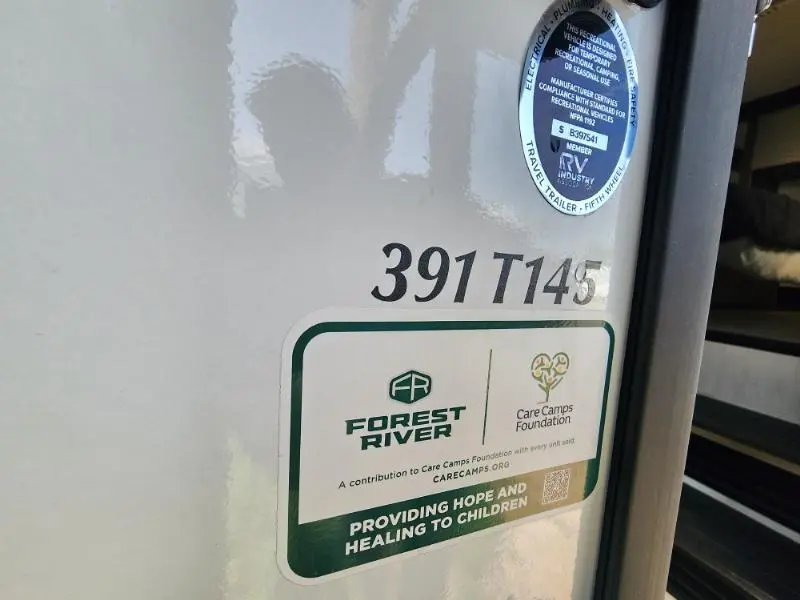 ELECTRICAL • PLUMBING • HEATING • FIRE SAFETY
THIS RECREATIONAL
VEHICLE IS DESIGNED
FOR TEMPORARY
RECREATIONAL, CAMPING,
OR SEASONAL USE
MANUFACTURER CERTIFIES
COMPLIANCE WITH STANDARD FOR
RECREATIONAL VEHICLES
NFPA 1192
S B397541
MEMBER
RV
INDUSTRY
ASSOCIATION
TRAVEL TRAILER • FIFTH WHEEL
391 T145
FR
FOREST
RIVER
Care Camps
Foundation
A contribution to Care Camps Foundation with every unit sold.
CARECAMPS.ORG
PROVIDING HOPE AND
HEALING TO CHILDREN